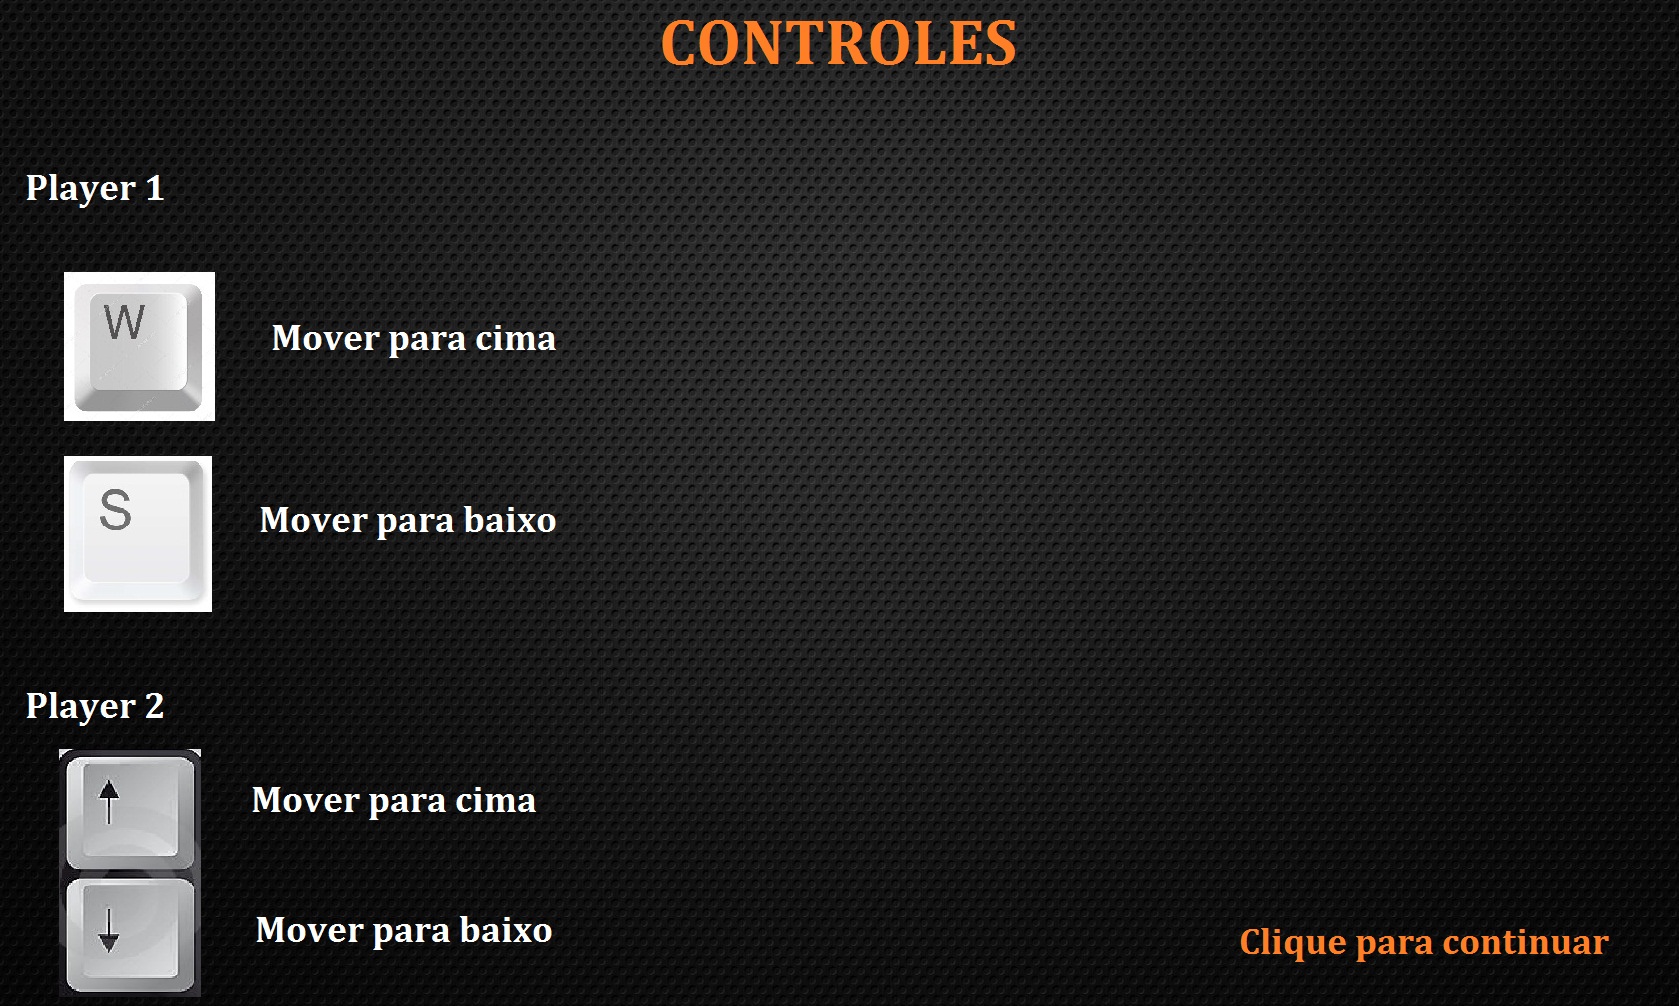 CONTROLES
Player 1
W
Mover para cima
S
Mover para baixo
Player 2
Mover para cima
Mover para baixo
Clique para continuar